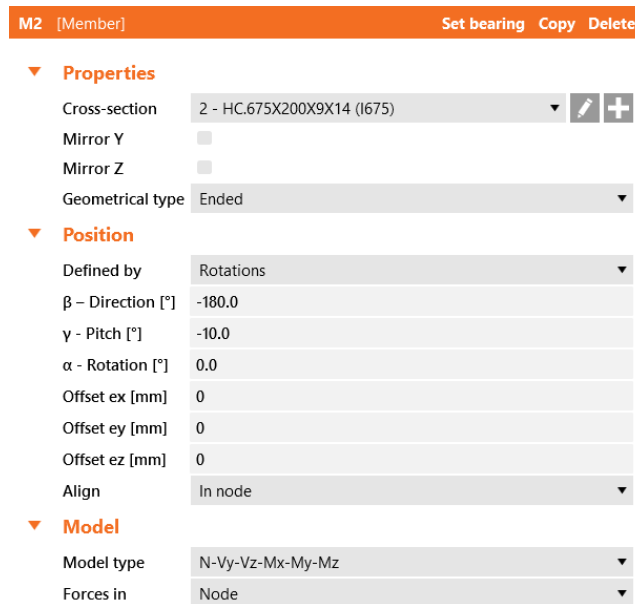 M2 [Member] Set bearing Copy Delete
Properties
Cross-section 2 - HC.675X200X9X14 (I675)
Mirror Y
Mirror Z
Geometrical type Ended
Position
Defined by Rotations
β – Direction [°] -180.0
γ - Pitch [°] -10.0
α - Rotation [°] 0.0
Offset ex [mm] 0
Offset ey [mm] 0
Offset ez [mm] 0
Align In node
Model
Model type N-Vy-Vz-Mx-My-Mz
Forces in Node